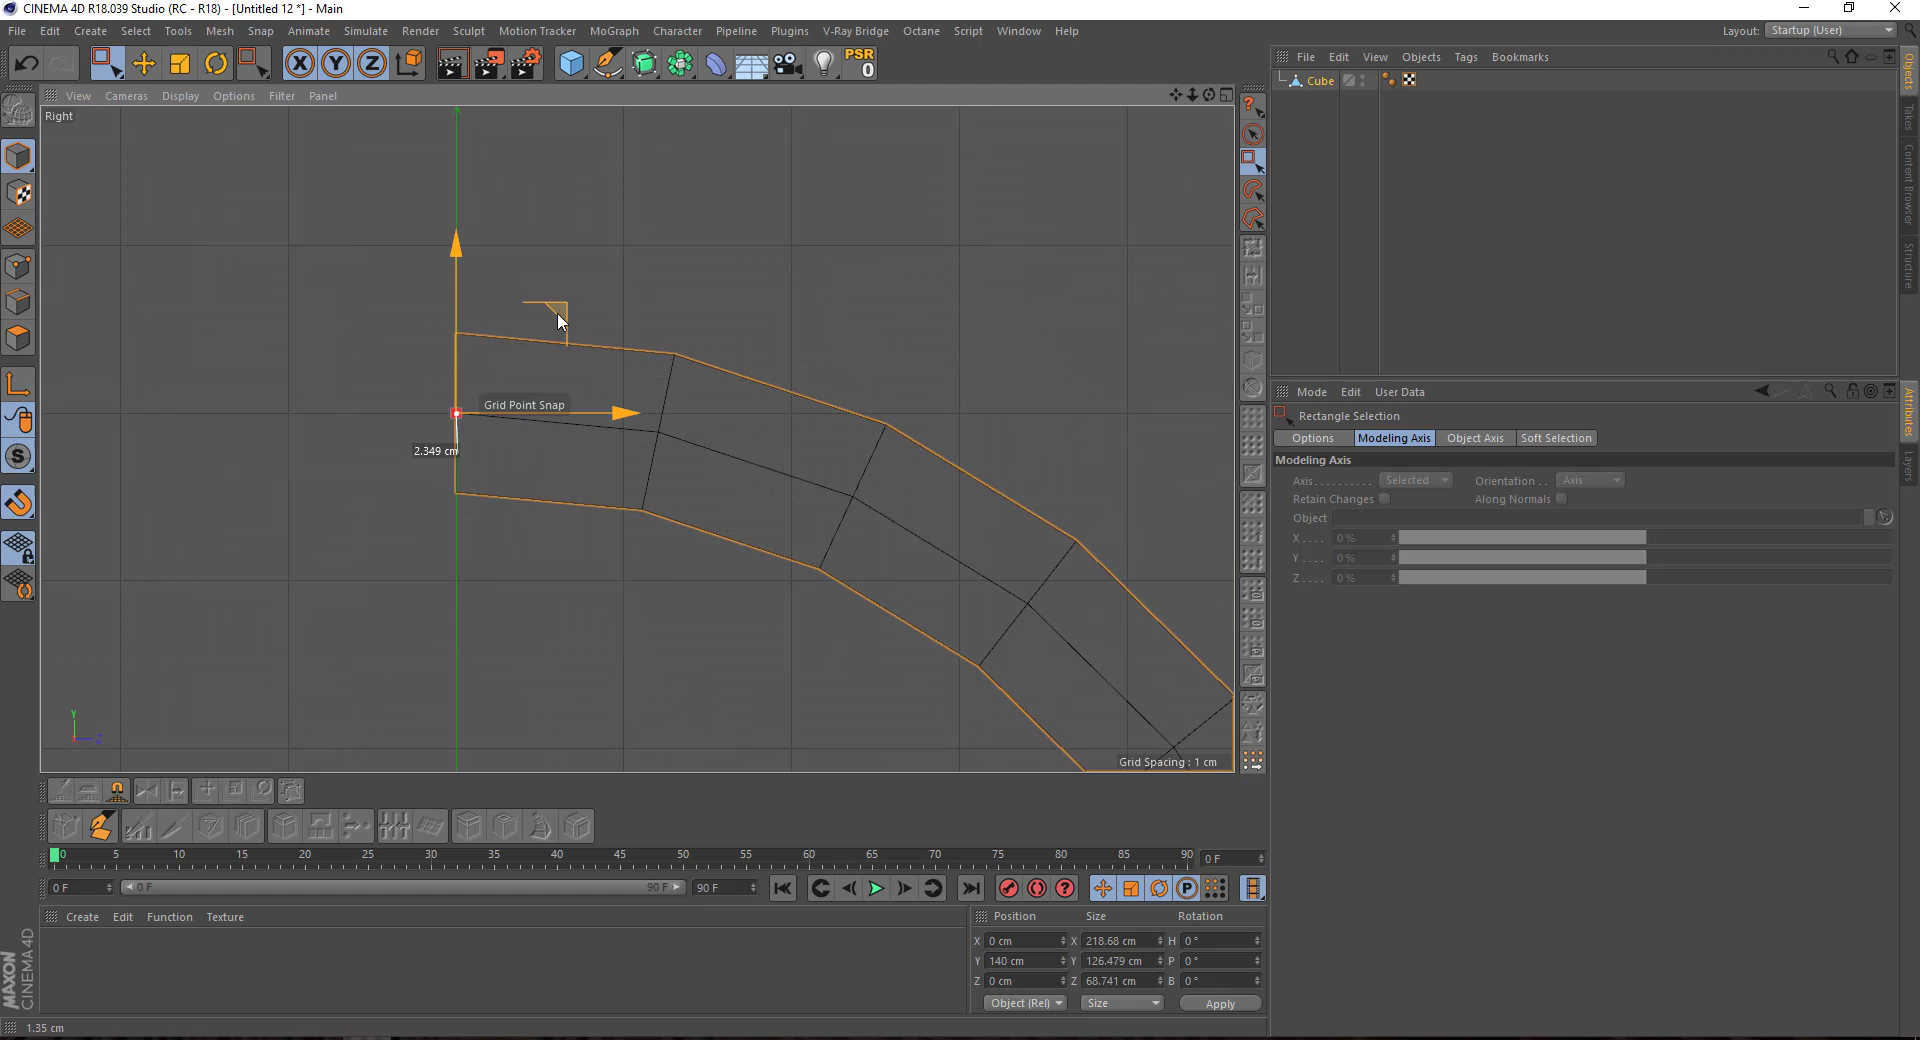 CINEMA 4D R18.039 Studio (RC - R18) - [Untitled 12 *] - Main
File Edit Create Select Tools Mesh Snap Animate Simulate Render Sculpt Motion Tracker MoGraph Character Pipeline Plugins V-Ray Bridge Octane Script Window Help
Layout: Startup (User)
X Y Z PSR 0
File Edit View Objects Tags Bookmarks
Cube
View Cameras Display Options Filter Panel
Right
Grid Point Snap
2.349 cm
Y
Z
Grid Spacing : 1 cm
Objects
Takes
Content Browser
Structure
Mode Edit User Data
Rectangle Selection
Options Modeling Axis Object Axis Soft Selection
Modeling Axis
Axis.......... Selected Orientation .. Axis
Retain Changes Along Normals
Object
X .... 0 %
Y .... 0 %
Z .... 0 %
Attributes
Layers
0 5 10 15 20 25 30 35 40 45 50 55 60 65 70 75 80 85 90 0 F
0 F 0 F 90 F 90 F
Create Edit Function Texture
Position Size Rotation
X 0 cm X 218.68 cm H 0 °
Y 140 cm Y 126.479 cm P 0 °
Z 0 cm Z 68.741 cm B 0 °
Object (Rel) Size Apply
MAXON
CINEMA 4D
1.35 cm